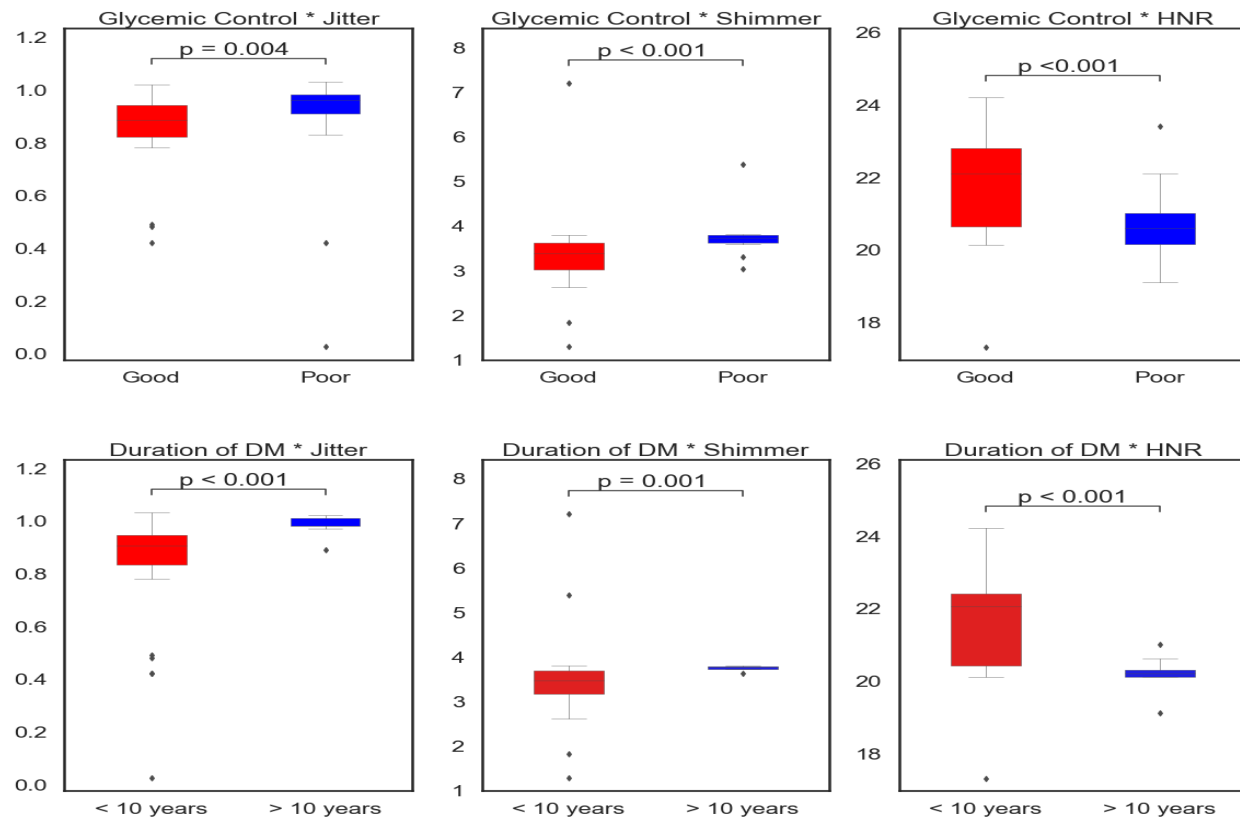 Glycemic Control * Jitter
1.2
1.0
0.8
0.6
0.4
0.2
0.0
p = 0.004
Good Poor
Glycemic Control * Shimmer
8
7
6
5
4
3
2
1
p < 0.001
Good Poor
Glycemic Control * HNR
26
24
22
20
18
p <0.001
Good Poor
Duration of DM * Jitter
1.2
1.0
0.8
0.6
0.4
0.2
0.0
p < 0.001
< 10 years > 10 years
Duration of DM * Shimmer
8
7
6
5
4
3
2
1
p = 0.001
< 10 years > 10 years
Duration of DM * HNR
26
24
22
20
18
p < 0.001
< 10 years > 10 years